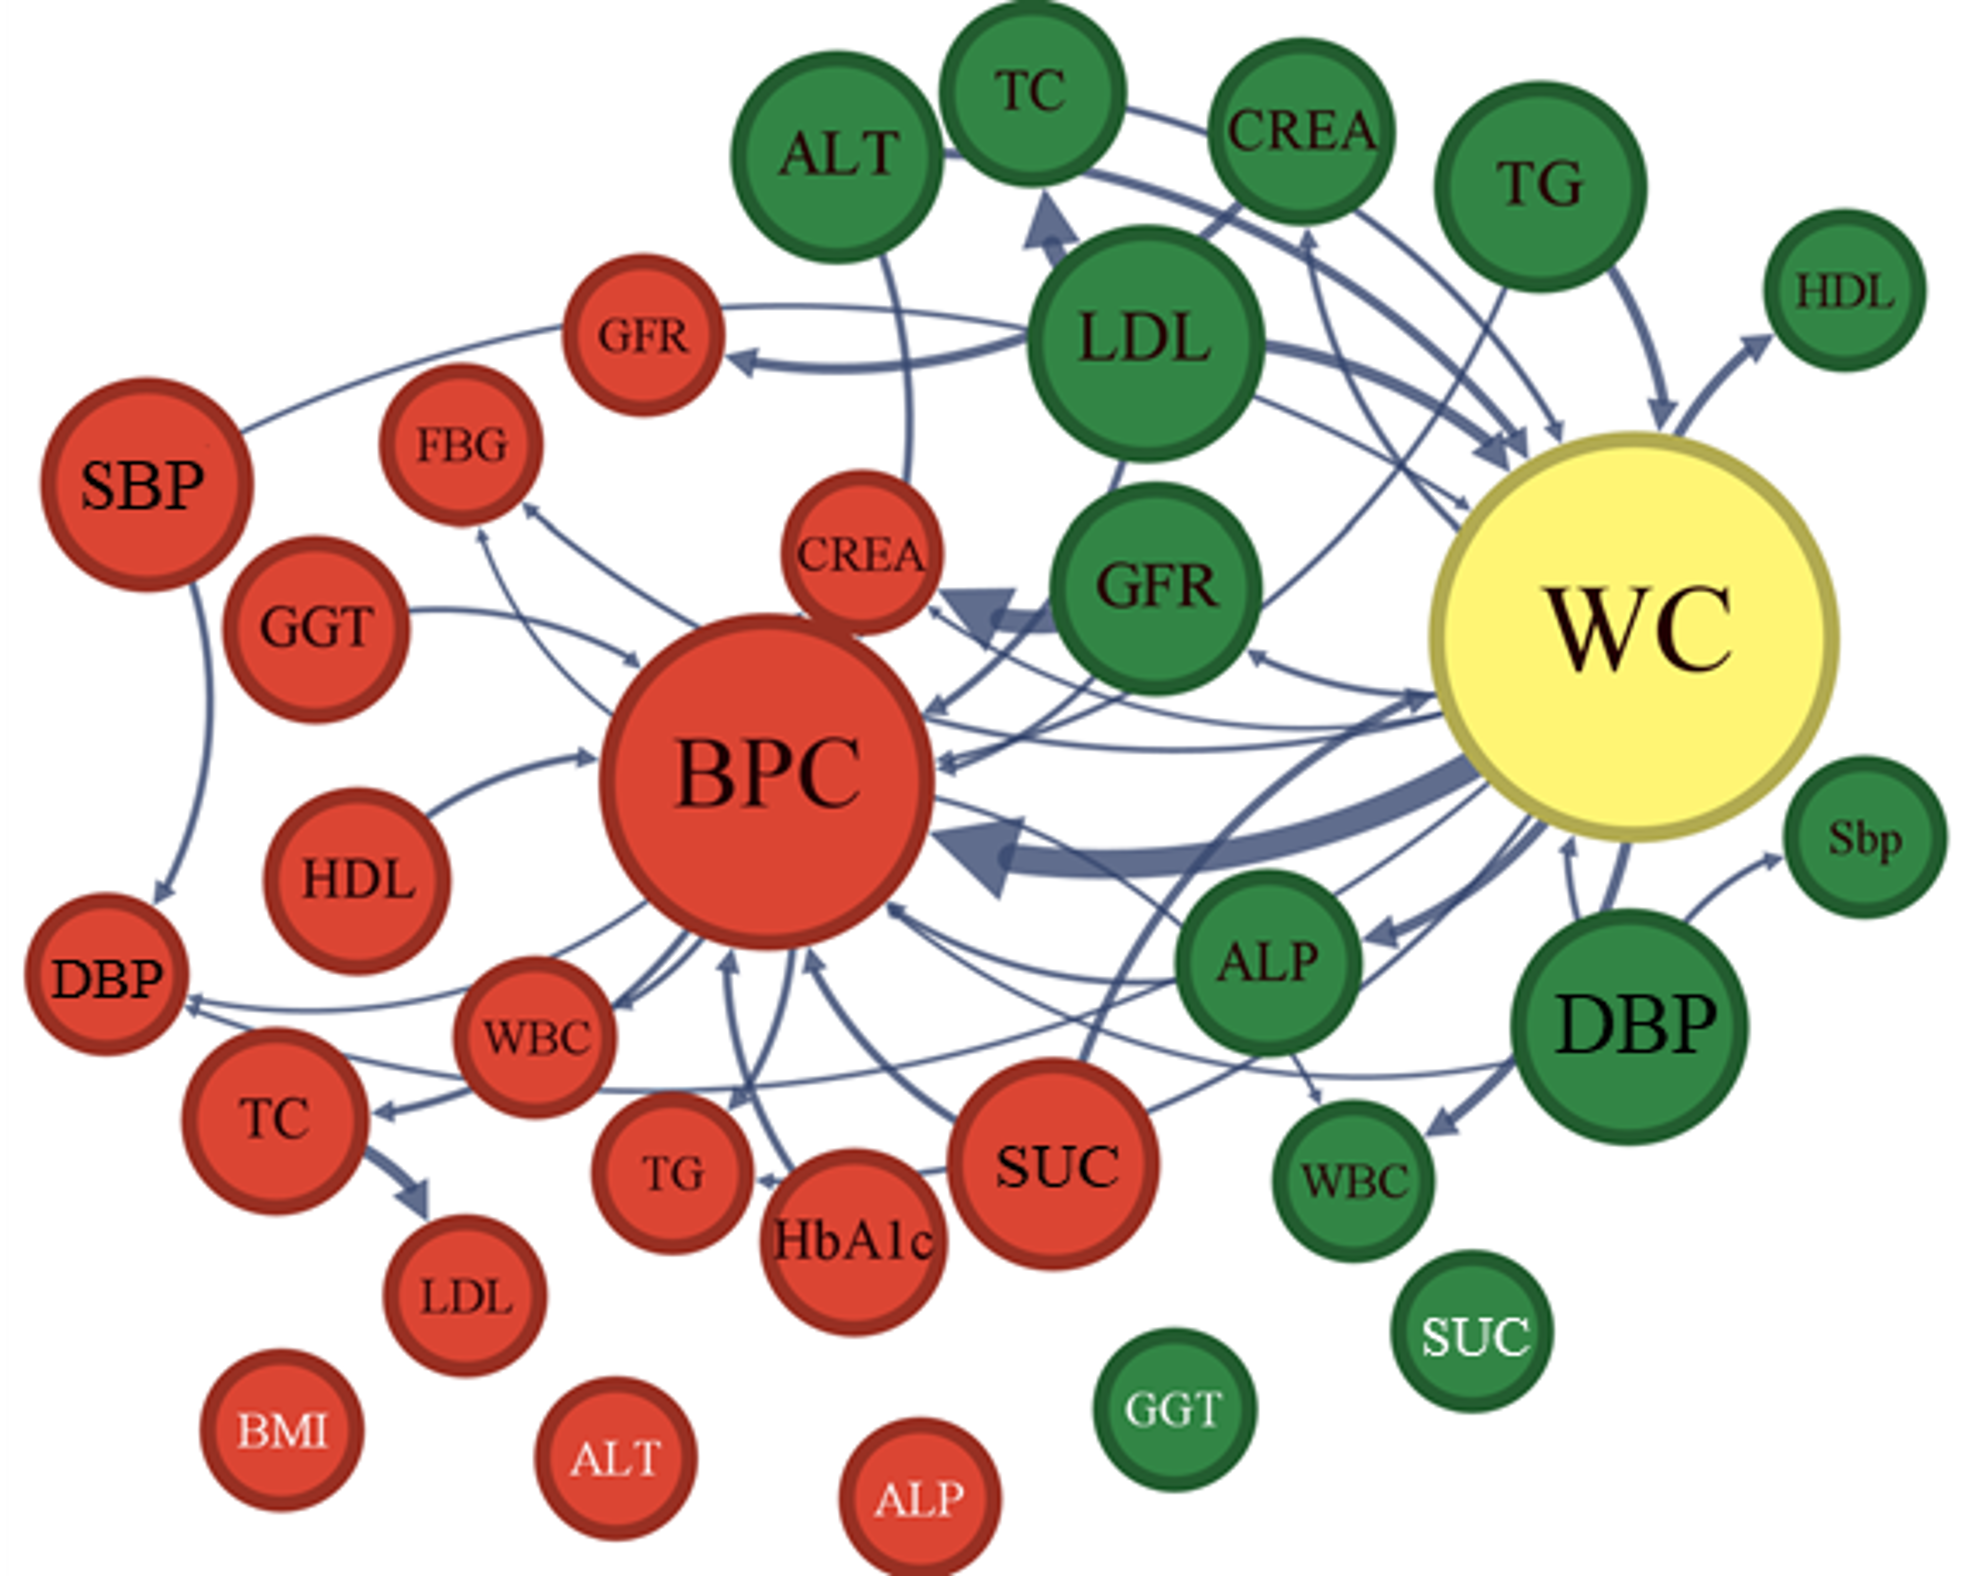 TC
CREA
ALT
TG
HDL
GFR
LDL
FBG
SBP
CREA
GFR
GGT
WC
BPC
Sbp
HDL
ALP
DBP
DBP
WBC
TC
TG
SUC
WBC
HbA1c
LDL
SUC
GGT
BMI
ALT
ALP